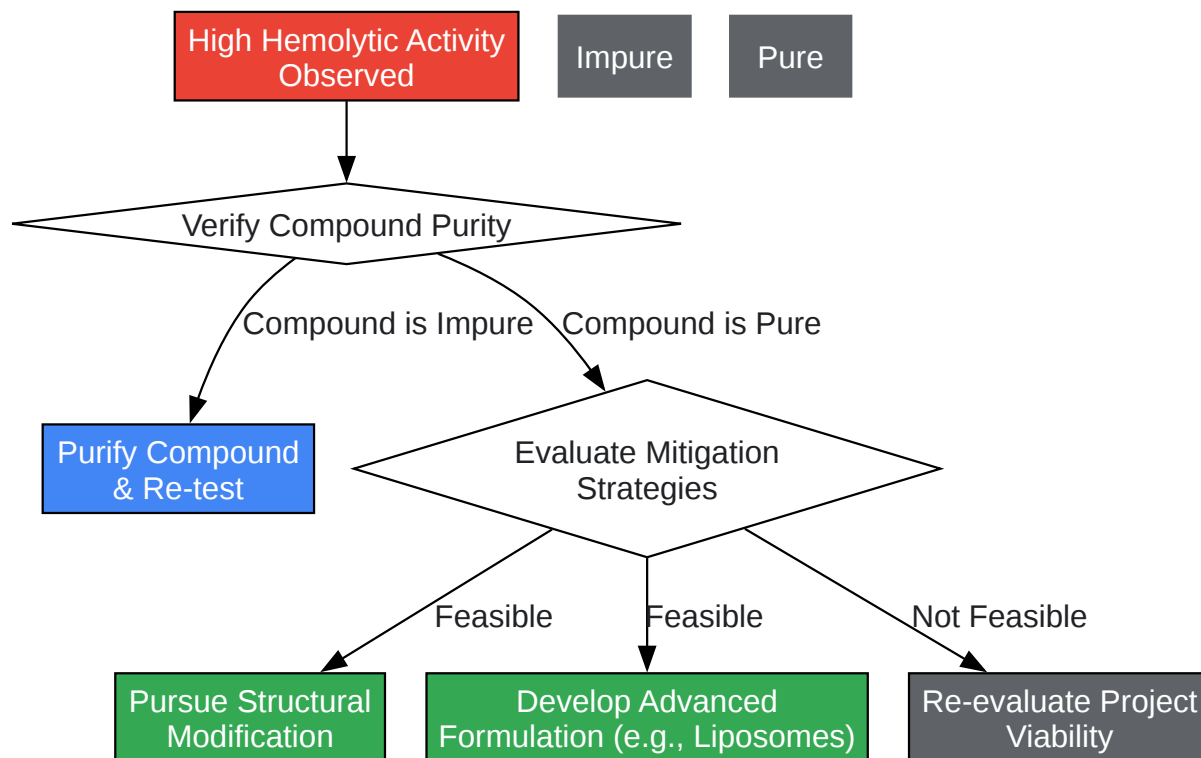 High Hemolytic Activity
Observed
Impure
Pure
Verify Compound Purity
Compound is Impure
Compound is Pure
Purify Compound
& Re-test
Evaluate Mitigation
Strategies
Feasible
Feasible
Not Feasible
Pursue Structural
Modification
Develop Advanced
Formulation (e.g., Liposomes)
Re-evaluate Project
Viability